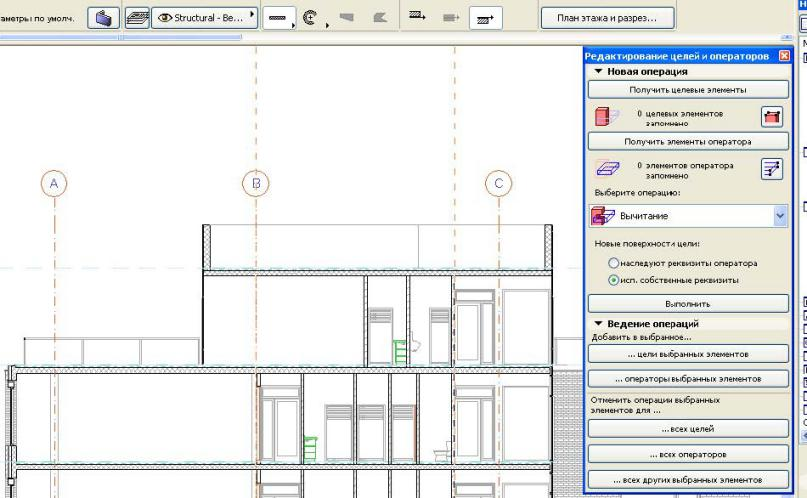 аметры по умолч.
Structural - Be...
План этажа и разрез...
Редактирование целей и операторов
Новая операция
Получить целевые элементы
0 целевых элементов
запомнено
Получить элементы оператора
0 элементов оператора
запомнено
Выберите операцию:
Вычитание
Новые поверхности цели:
наследуют реквизиты оператора
исп. собственные реквизиты
Выполнить
Ведение операций
Добавить в выбранное...
... цели выбранных элементов
... операторы выбранных элементов
Отменить операции выбранных
элементов для ...
...всех целей
... всех операторов
... всех других выбранных элементов
A
B
C